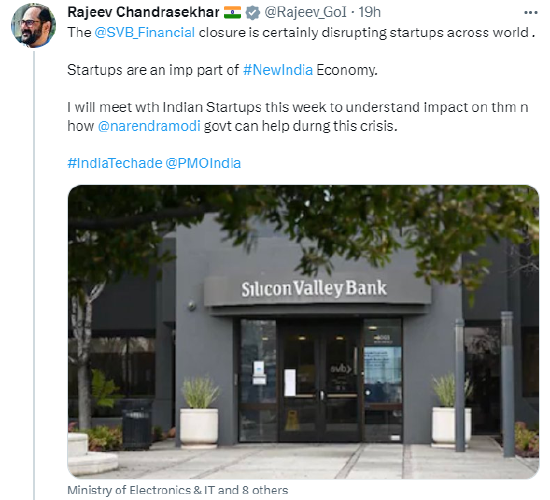 Rajeev Chandrasekhar @Rajeev_GoI · 19h
The @SVB_Financial closure is certainly disrupting startups across world .
Startups are an imp part of #NewIndia Economy.
I will meet wth Indian Startups this week to understand impact on thm n
how @narendramodi govt can help durng this crisis.
#IndiaTechade @PMOIndia
Silicon Valley Bank
svb
Ministry of Electronics & IT and 8 others